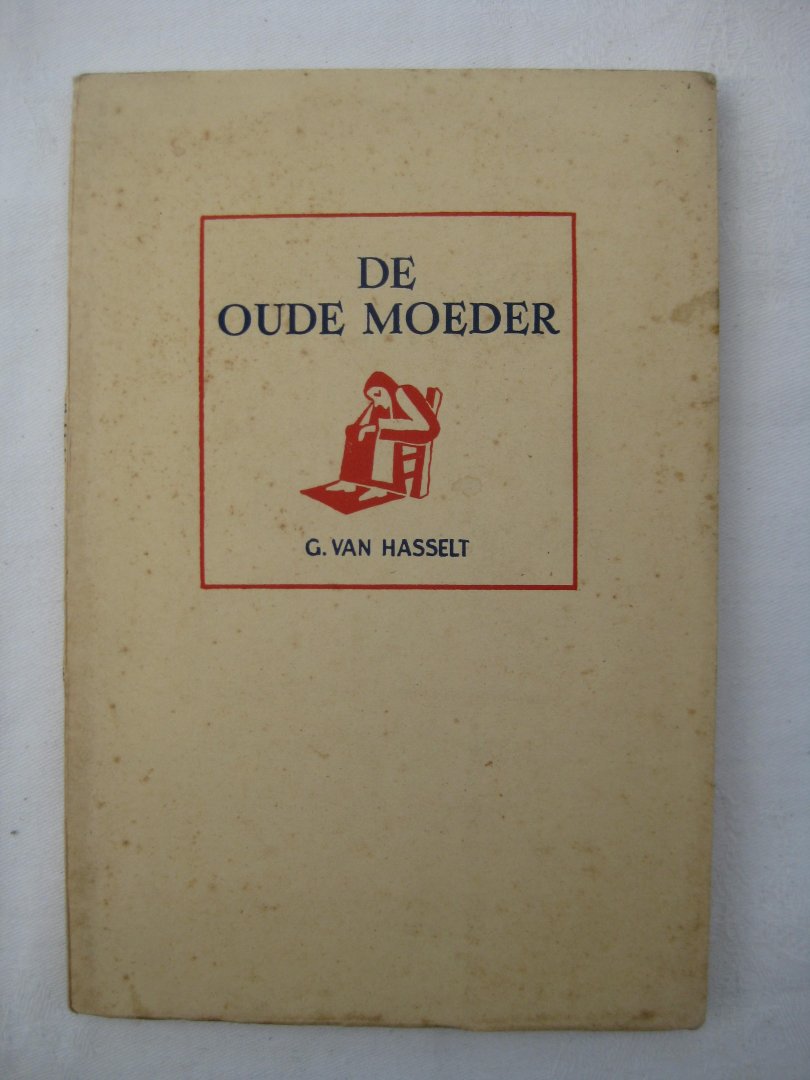 DE
OUDE MOEDER
G. VAN HASSELT